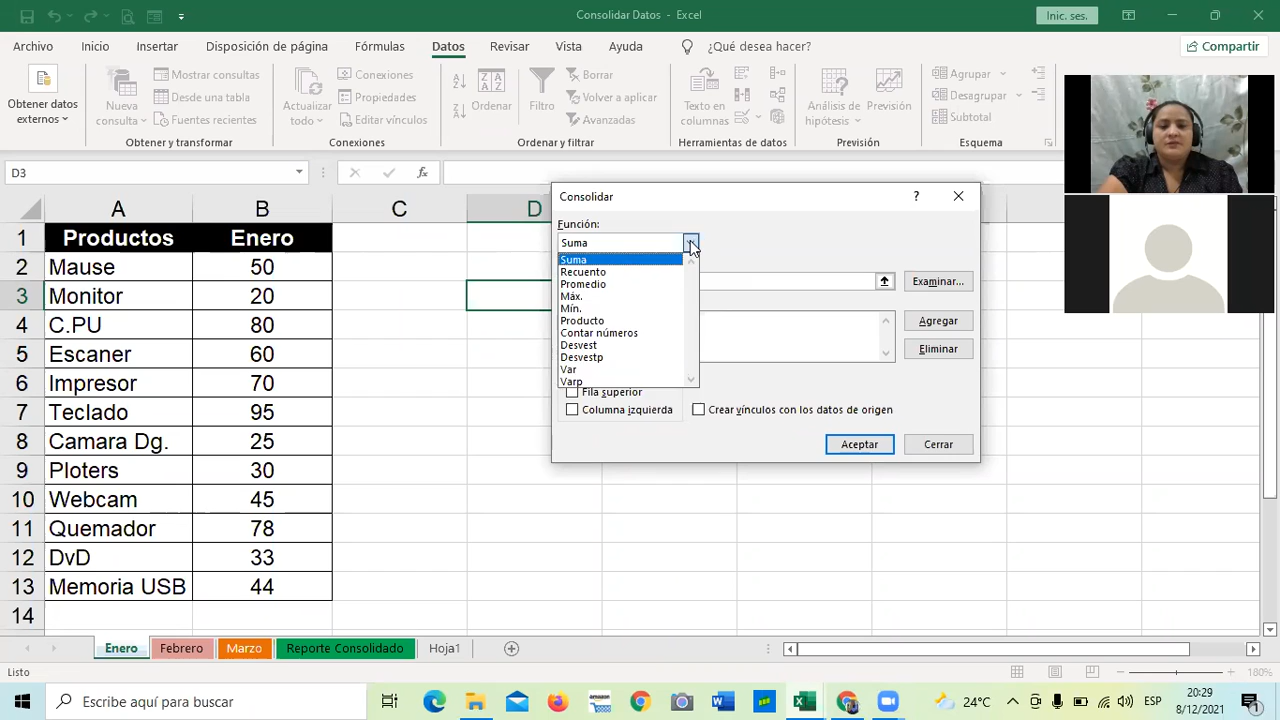 Consolidar Datos - Excel
Inic. ses.
Archivo Inicio Insertar Disposición de página Fórmulas Datos Revisar Vista Ayuda ¿Qué desea hacer? Compartir
Obtener datos externos
Nueva consulta
Mostrar consultas
Desde una tabla
Fuentes recientes
Obtener y transformar
Actualizar todo
Conexiones
Propiedades
Editar vínculos
Conexiones
Ordenar
Filtro
Borrar
Volver a aplicar
Avanzadas
Ordenar y filtrar
Texto en columnas
Herramientas de datos
Análisis de hipótesis
Previsión
Previsión
Agrupar
Desagrupar
Subtotal
Esquema
D3
A B C D
1 Productos Enero
2 Mause 50
3 Monitor 20
4 C.PU 80
5 Escaner 60
6 Impresor 70
7 Teclado 95
8 Camara Dg. 25
9 Ploters 30
10 Webcam 45
11 Quemador 78
12 DvD 33
13 Memoria USB 44
14
Consolidar
?
Función:
Suma
Suma
Recuento
Promedio
Máx.
Mín.
Producto
Contar números
Desvest
Desvestp
Var
Varp
Examinar...
Agregar
Eliminar
Fila superior
Columna izquierda
Crear vínculos con los datos de origen
Aceptar Cerrar
Enero Febrero Marzo Reporte Consolidado Hoja1
Listo
180%
Escribe aquí para buscar
24°C
ESP
20:29
8/12/2021